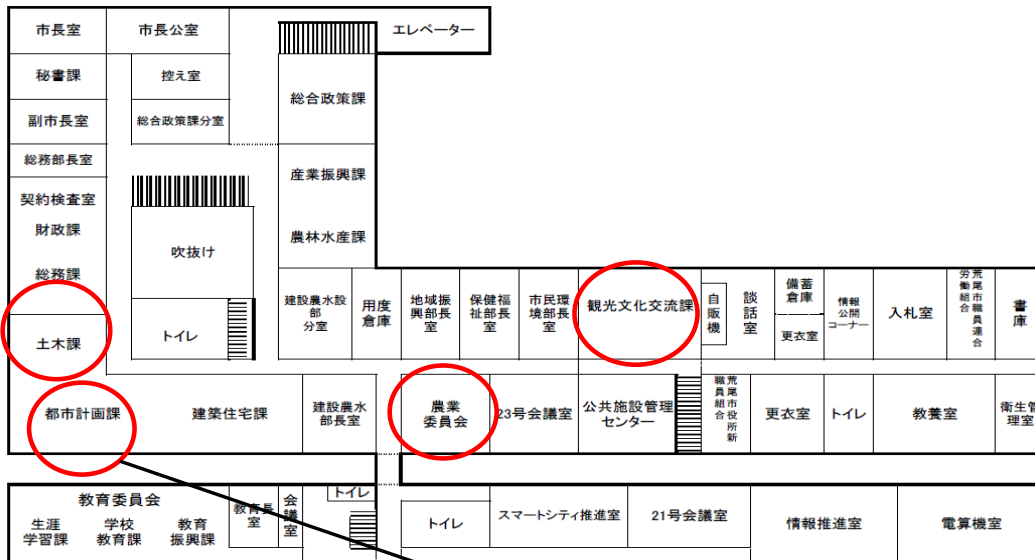 市長室
市長公室
エレベーター
秘書課
控え室
総合政策課
副市長室
総合政策課分室
総務部長室
産業振興課
契約検査室
財政課
農林水産課
吹抜け
総務課
建設農水設
部
分室
用度
倉庫
地域振
興部長
室
保健福
祉部長
室
市民環
境部長
室
観光文化交流課
自
販
機
談
話
室
備蓄
倉庫
更衣室
情報
公開
コーナー
入札室
荒尾市職員連合
労働組合
書
庫
土木課
トイレ
都市計画課
建築住宅課
建設農水
部長室
農業
委員会
23号会議室
公共施設管理
センター
荒尾市役所新
職員組合
更衣室
トイレ
教養室
衛生管
理室
教育委員会
生涯
学習課
学校
教育課
教育
振興課
教育長
室
会
議
室
トイレ
トイレ
スマートシティ推進室
21号会議室
情報推進室
電算機室